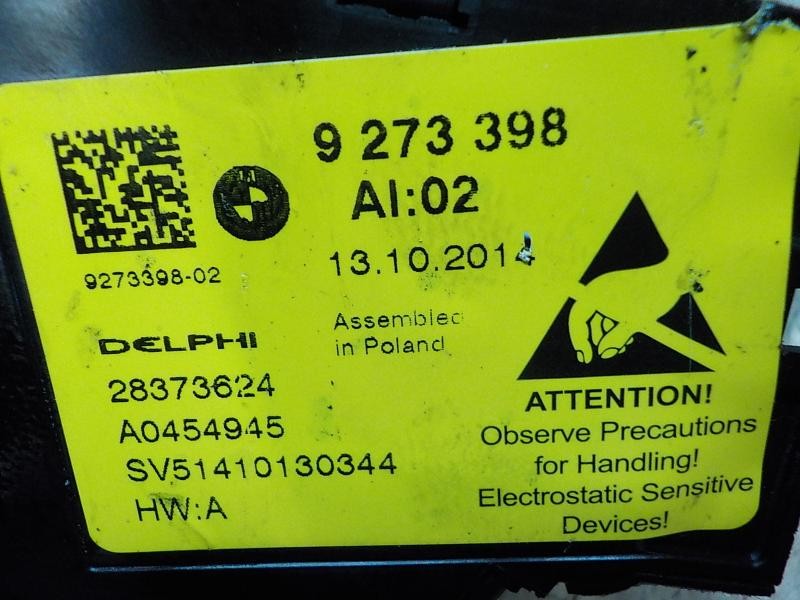 9 273 398
AI:02
13.10.2014
9273398-02
DELPHI
Assembled
in Poland
28373624
A0454945
SV51410130344
HW:A
ATTENTION!
Observe Precautions
for Handling!
Electrostatic Sensitive
Devices!